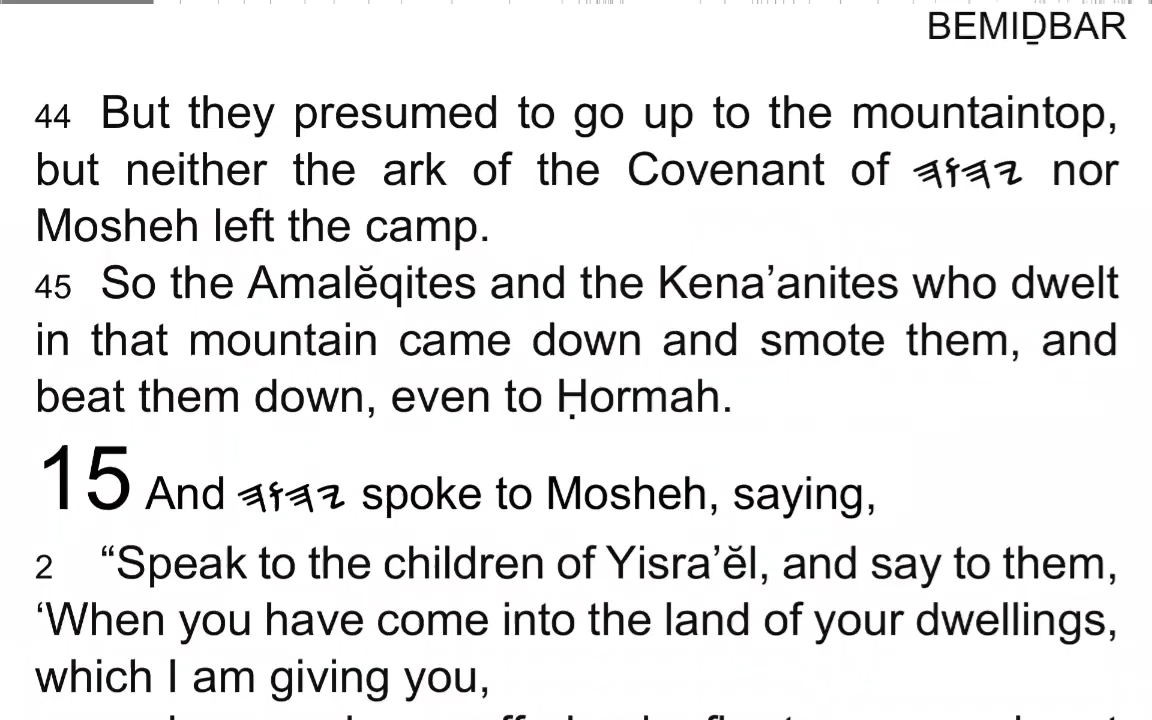 BEMIḎBAR
44 But they presumed to go up to the mountaintop,
but neither the ark of the Covenant of 𐤉𐤄𐤅𐤄 nor
Mosheh left the camp.
45 So the Amalĕqites and the Kena’anites who dwelt
in that mountain came down and smote them, and
beat them down, even to Ḥormah.
15 And 𐤉𐤄𐤅𐤄 spoke to Mosheh, saying,
2 “Speak to the children of Yisra’ĕl, and say to them,
‘When you have come into the land of your dwellings,
which I am giving you,